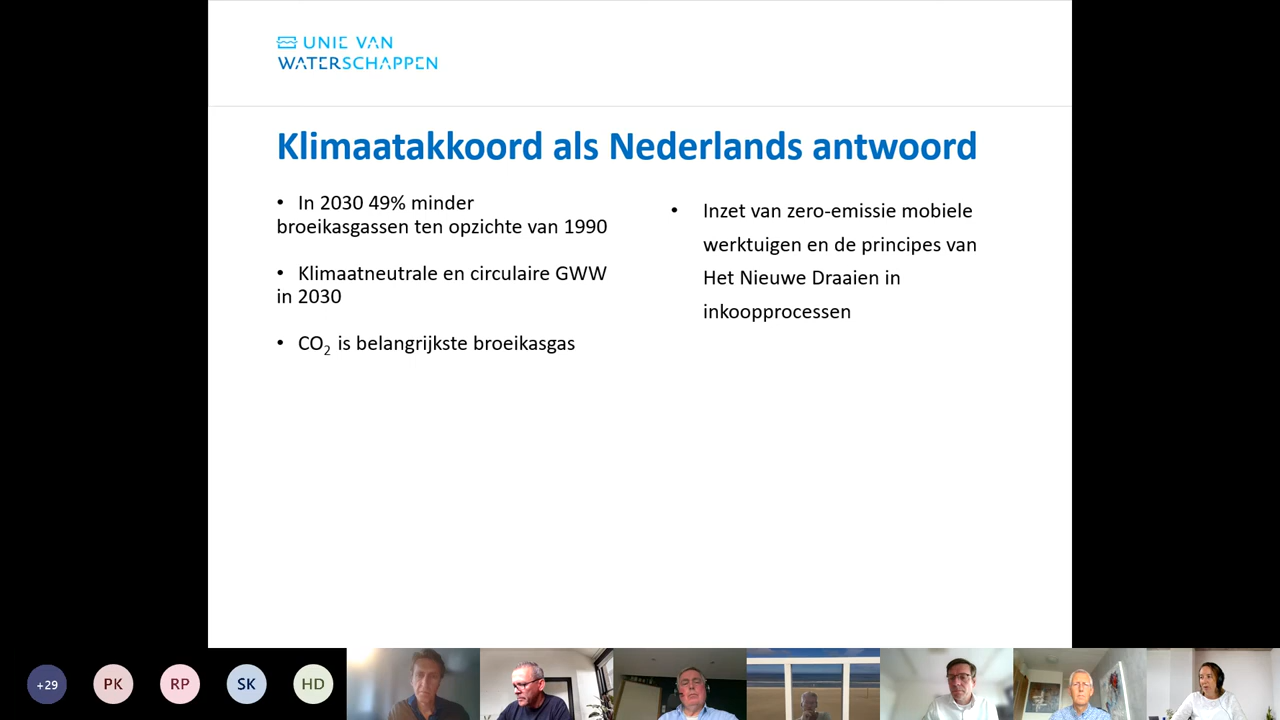 UNIE VAN
WATERSCHAPPEN
Klimaatakkoord als Nederlands antwoord
• In 2030 49% minder
broeikasgassen ten opzichte van 1990
• Klimaatneutrale en circulaire GWW
in 2030
• CO₂ is belangrijkste broeikasgas
• Inzet van zero-emissie mobiele
werktuigen en de principes van
Het Nieuwe Draaien in
inkoopprocessen
+29
PK
RP
SK
HD